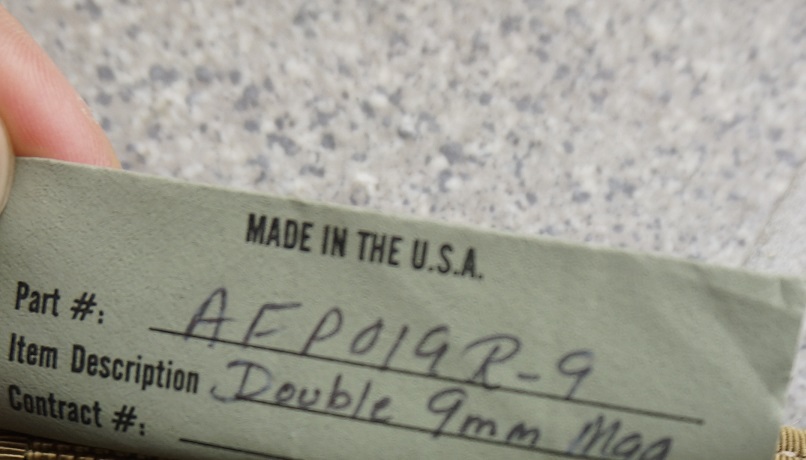 MADE IN THE U.S.A.
Part #: AFP019R-9
Item Description Double 9mm Mag
Contract #: